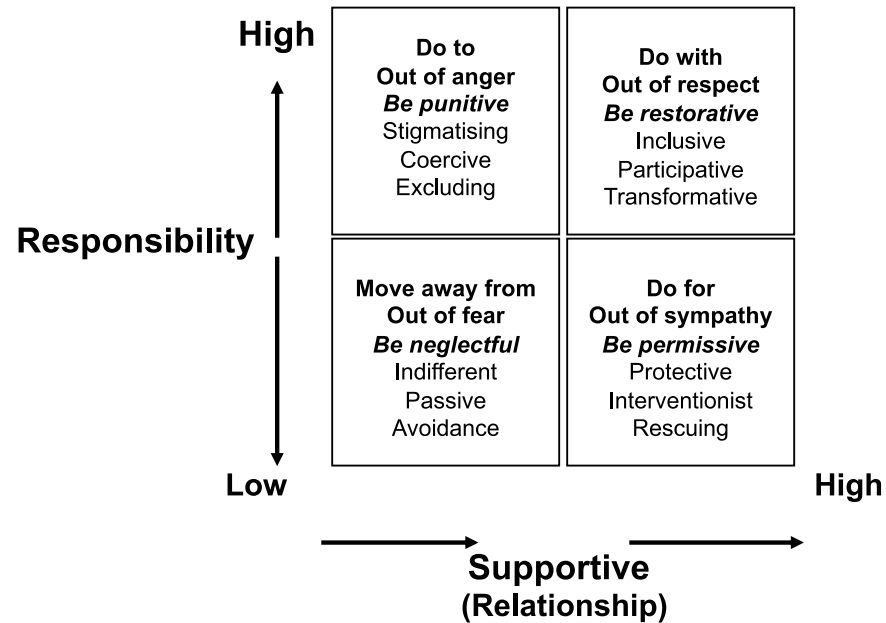 High
Do to
Out of anger
Be punitive
Stigmatising
Coercive
Excluding
Do with
Out of respect
Be restorative
Inclusive
Participative
Transformative
Responsibility
Move away from
Out of fear
Be neglectful
Indifferent
Passive
Avoidance
Do for
Out of sympathy
Be permissive
Protective
Interventionist
Rescuing
Low
High
Supportive
(Relationship)